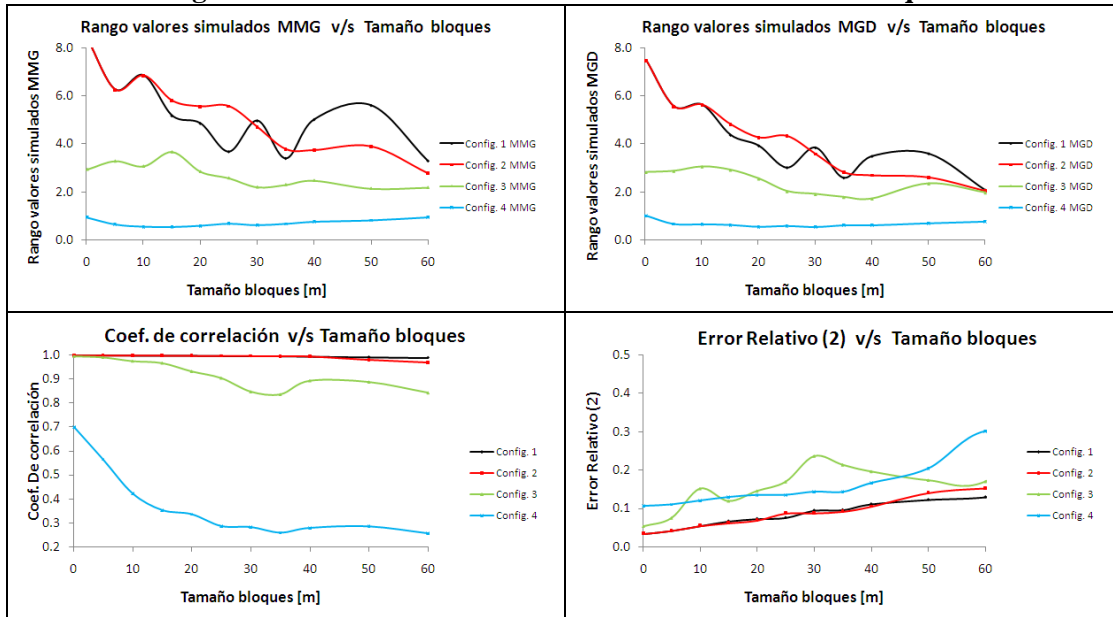 Rango valores simulados MMG v/s Tamaño bloques
Rango valores simulados MMG
8.0
6.0
4.0
2.0
0.0
0 10 20 30 40 50 60
Tamaño bloques [m]
Config. 1 MMG
Config. 2 MMG
Config. 3 MMG
Config. 4 MMG
Rango valores simulados MGD v/s Tamaño bloques
Rango valores simulados MGD
8.0
6.0
4.0
2.0
0.0
0 10 20 30 40 50 60
Tamaño bloques [m]
Config. 1 MGD
Config. 2 MGD
Config. 3 MGD
Config. 4 MGD
Coef. de correlación v/s Tamaño bloques
Coef. De correlación
1.0
0.9
0.8
0.7
0.6
0.5
0.4
0.3
0.2
0 10 20 30 40 50 60
Tamaño bloques [m]
Config. 1
Config. 2
Config. 3
Config. 4
Error Relativo (2) v/s Tamaño bloques
Error Relativo (2)
0.5
0.4
0.3
0.2
0.1
0.0
0 10 20 30 40 50 60
Tamaño bloques [m]
Config. 1
Config. 2
Config. 3
Config. 4